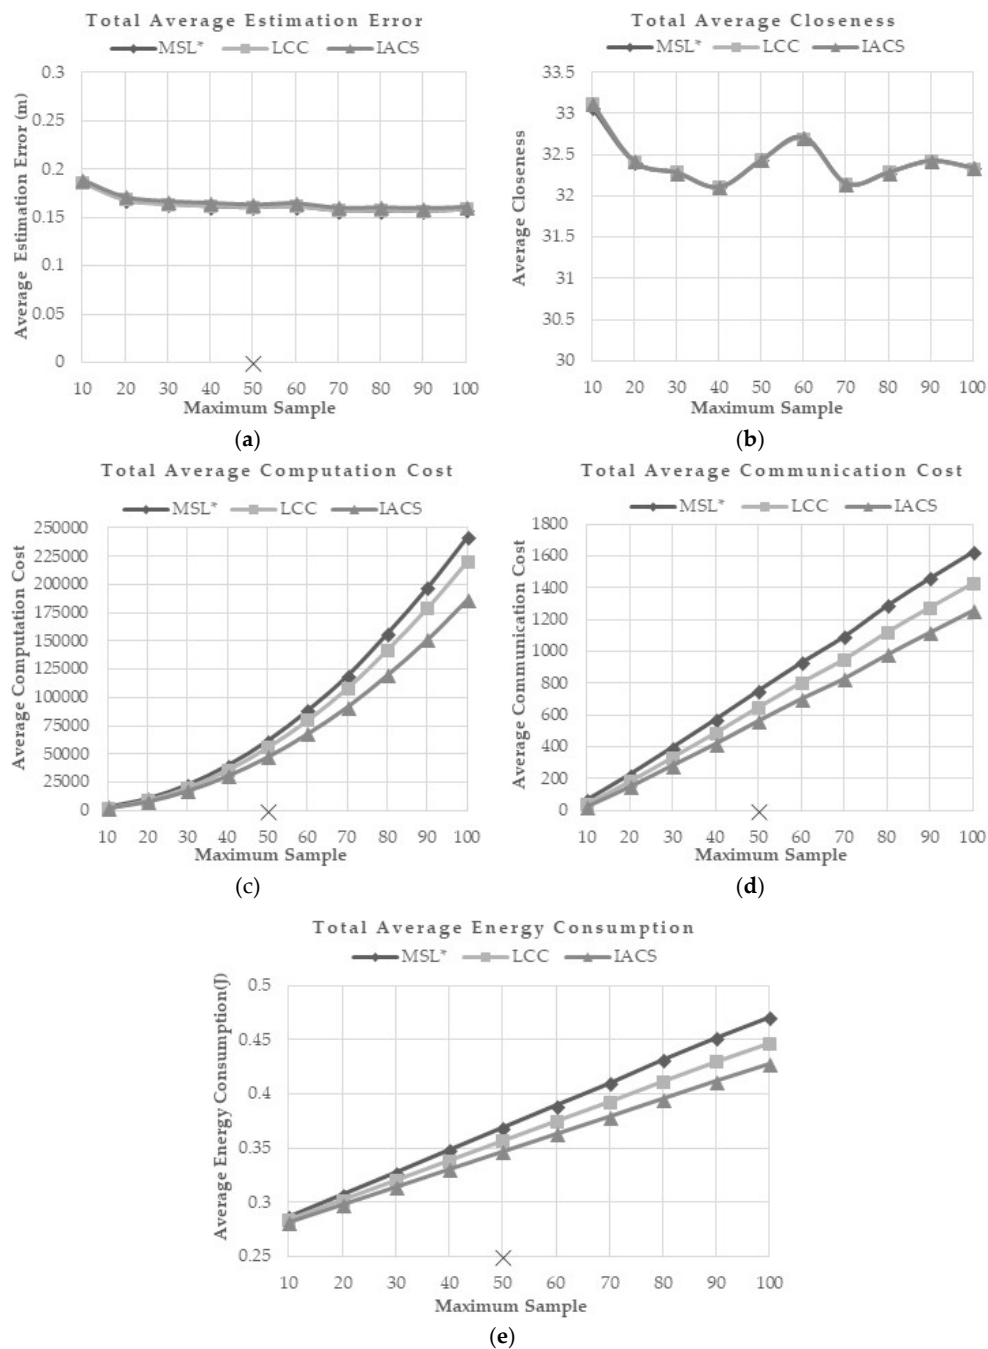 Total Average Estimation Error
MSL* LCC IACS
Average Estimation Error (m)
0.3
0.25
0.2
0.15
0.1
0.05
0
10 20 30 40 50 60 70 80 90 100
Maximum Sample
(a)
Total Average Closeness
MSL* LCC IACS
Average Closeness
33.5
33
32.5
32
31.5
31
30.5
30
10 20 30 40 50 60 70 80 90 100
Maximum Sample
(b)
Total Average Computation Cost
MSL* LCC IACS
Average Computation Cost
250000
225000
200000
175000
150000
125000
100000
75000
50000
25000
0
10 20 30 40 50 60 70 80 90 100
Maximum Sample
(c)
Total Average Communication Cost
MSL* LCC IACS
Average Communication Cost
1800
1600
1400
1200
1000
800
600
400
200
0
10 20 30 40 50 60 70 80 90 100
Maximum Sample
(d)
Total Average Energy Consumption
MSL* LCC IACS
Average Energy Consumption(J)
0.5
0.45
0.4
0.35
0.3
0.25
10 20 30 40 50 60 70 80 90 100
Maximum Sample
(e)